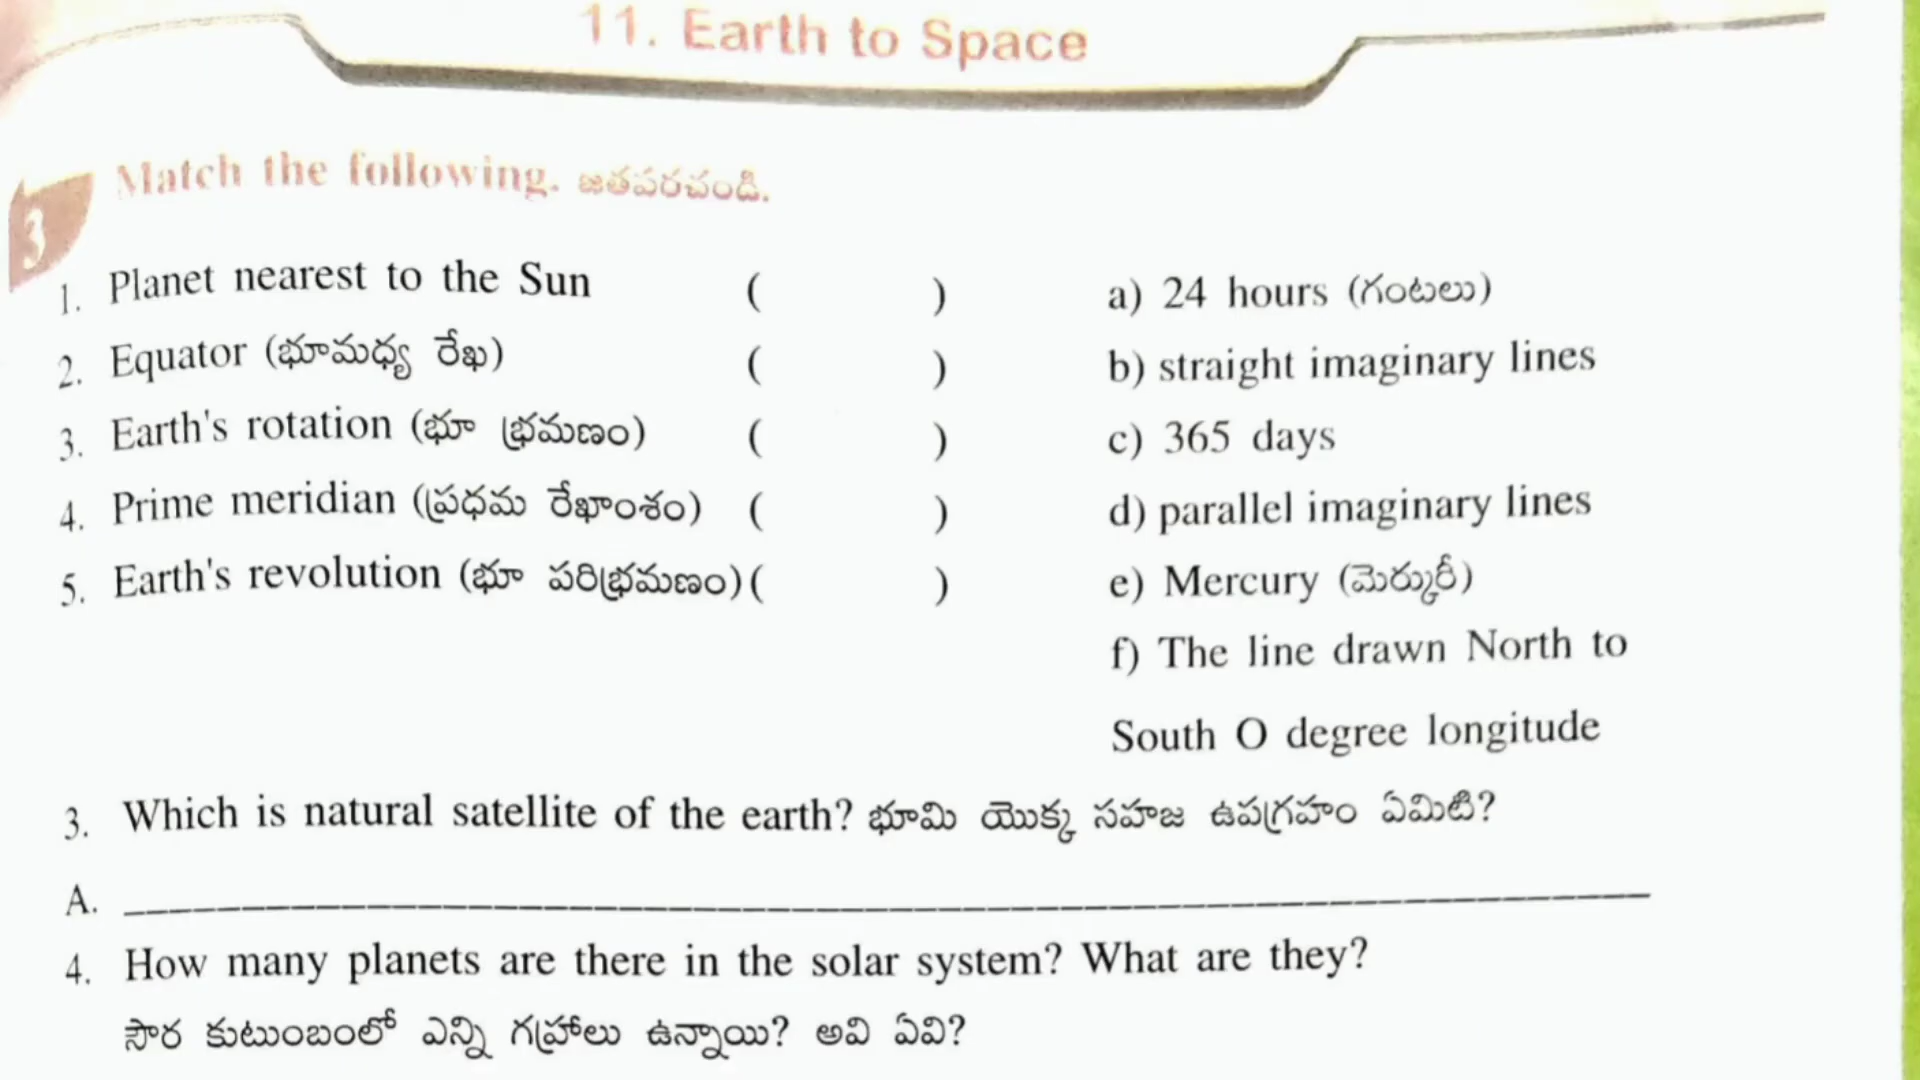 11. Earth to Space
3 Match the following. జతపరచండి.
1. Planet nearest to the Sun ( ) a) 24 hours (గంటలు)
2. Equator (భూమధ్య రేఖ) ( ) b) straight imaginary lines
3. Earth's rotation (భూ భ్రమణం) ( ) c) 365 days
4. Prime meridian (ప్రధమ రేఖాంశం) ( ) d) parallel imaginary lines
5. Earth's revolution (భూ పరిభ్రమణం) ( ) e) Mercury (మెర్కురీ)
f) The line drawn North to
South O degree longitude
3. Which is natural satellite of the earth? భూమి యొక్క సహజ ఉపగ్రహం ఏమిటి?
A.
4. How many planets are there in the solar system? What are they?
సౌర కుటుంబంలో ఎన్ని గ్రహాలు ఉన్నాయి? అవి ఏవి?